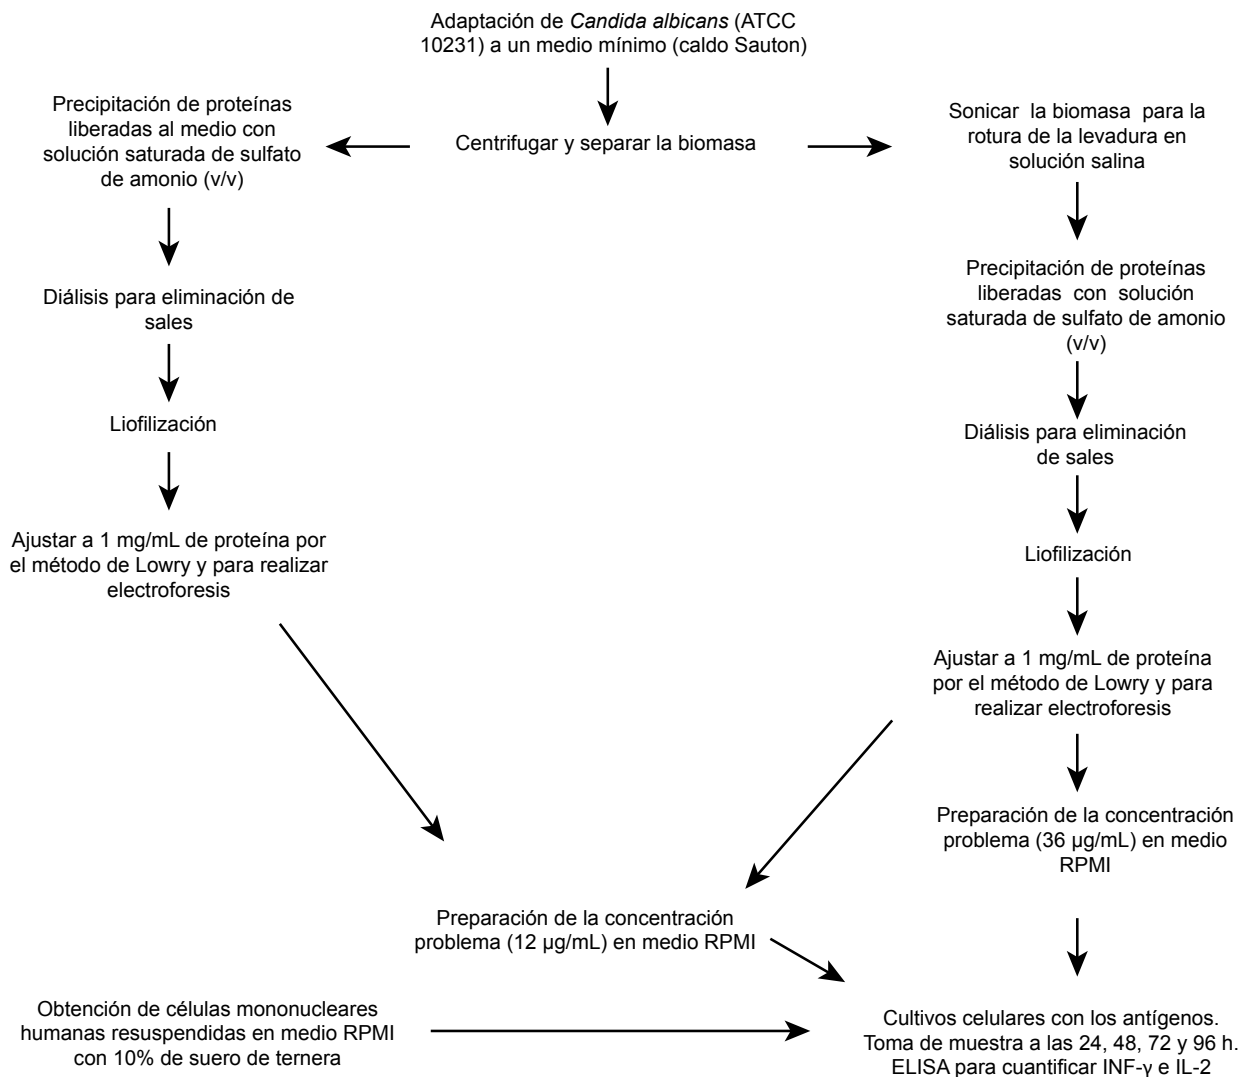 Adaptación de Candida albicans (ATCC
10231) a un medio mínimo (caldo Sauton)
Centrifugar y separar la biomasa
Precipitación de proteínas
liberadas al medio con
solución saturada de sulfato
de amonio (v/v)
Diálisis para eliminación de
sales
Liofilización
Ajustar a 1 mg/mL de proteína por
el método de Lowry y para realizar
electroforesis
Sonicar la biomasa para la
rotura de la levadura en
solución salina
Precipitación de proteínas
liberadas con solución
saturada de sulfato de amonio
(v/v)
Diálisis para eliminación
de sales
Liofilización
Ajustar a 1 mg/mL de proteína
por el método de Lowry y para
realizar electroforesis
Preparación de la concentración
problema (36 µg/mL) en medio
RPMI
Preparación de la concentración
problema (12 µg/mL) en medio RPMI
Obtención de células mononucleares
humanas resuspendidas en medio RPMI
con 10% de suero de ternera
Cultivos celulares con los antígenos.
Toma de muestra a las 24, 48, 72 y 96 h.
ELISA para cuantificar INF-γ e IL-2